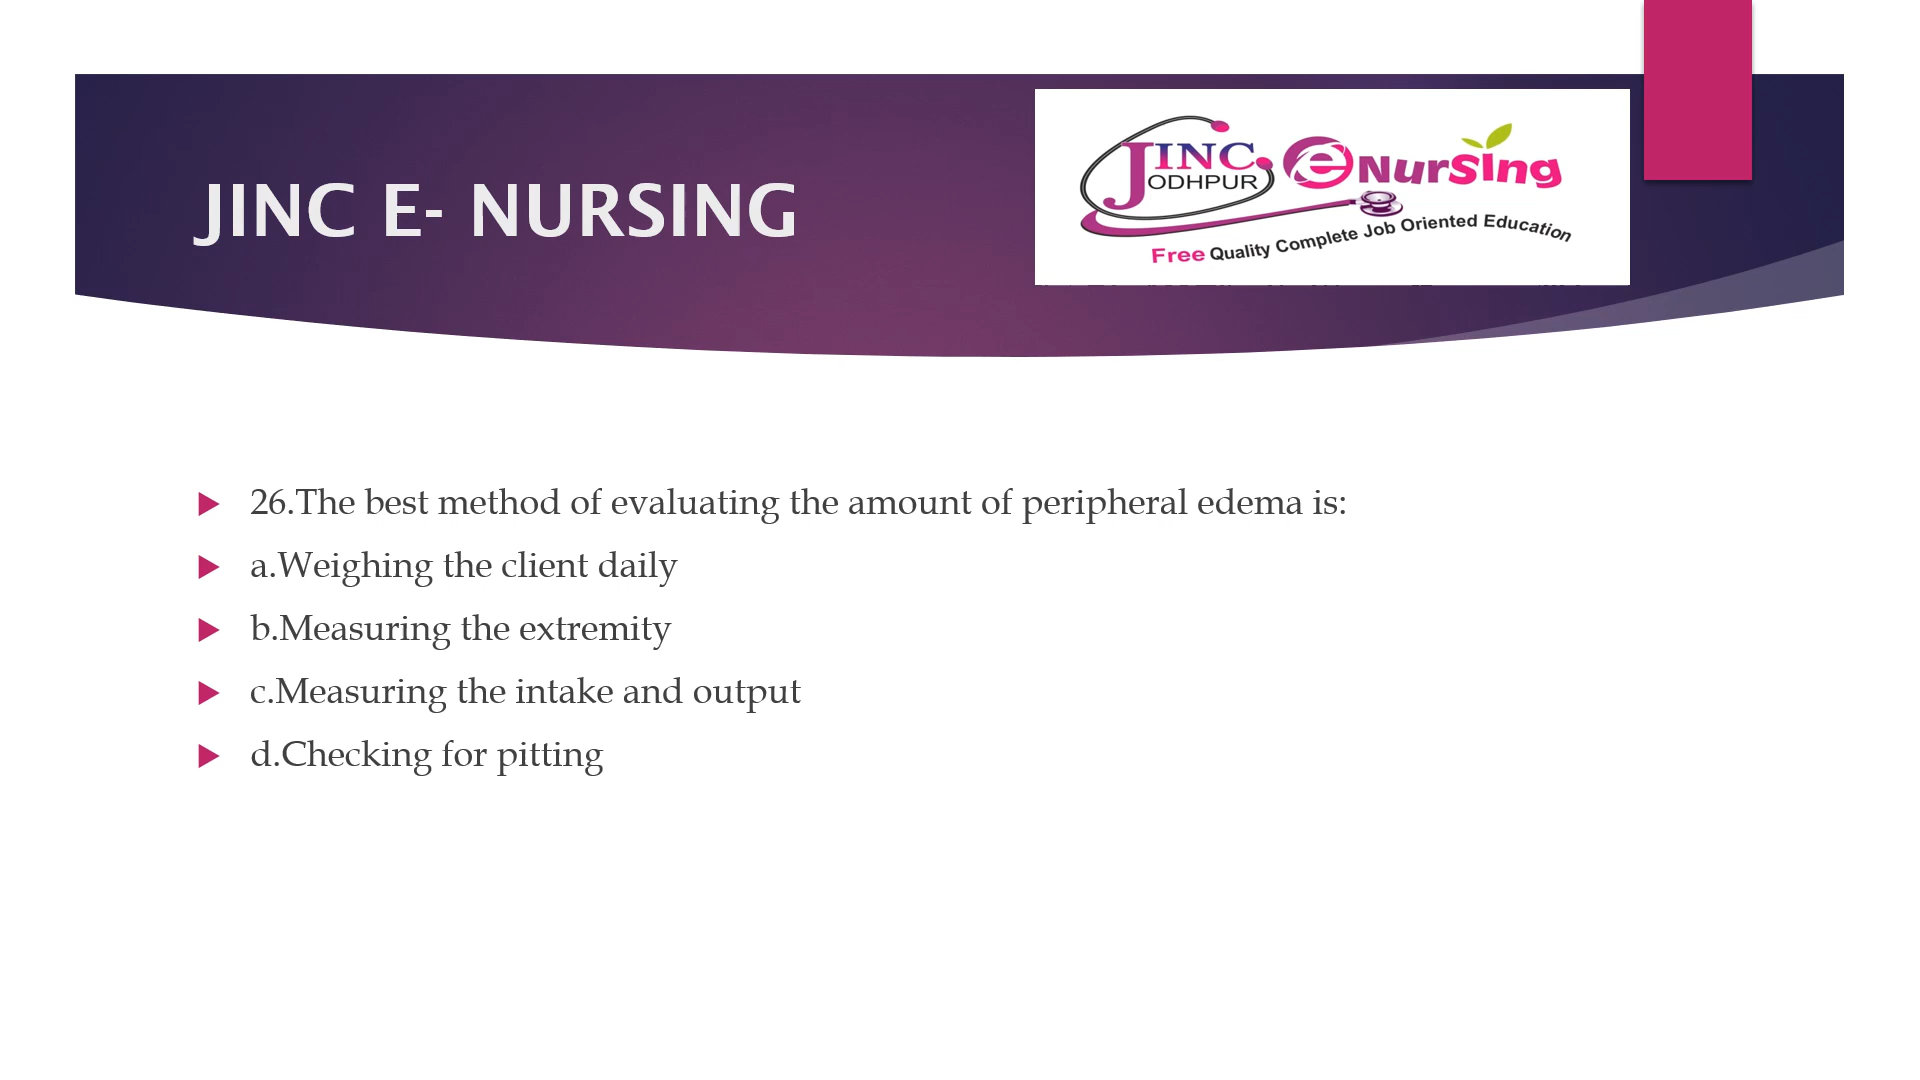 JINC E- NURSING
JINC
ODHPUR
eNursing
Free Quality Complete Job Oriented Education
26.The best method of evaluating the amount of peripheral edema is:
a.Weighing the client daily
b.Measuring the extremity
c.Measuring the intake and output
d.Checking for pitting